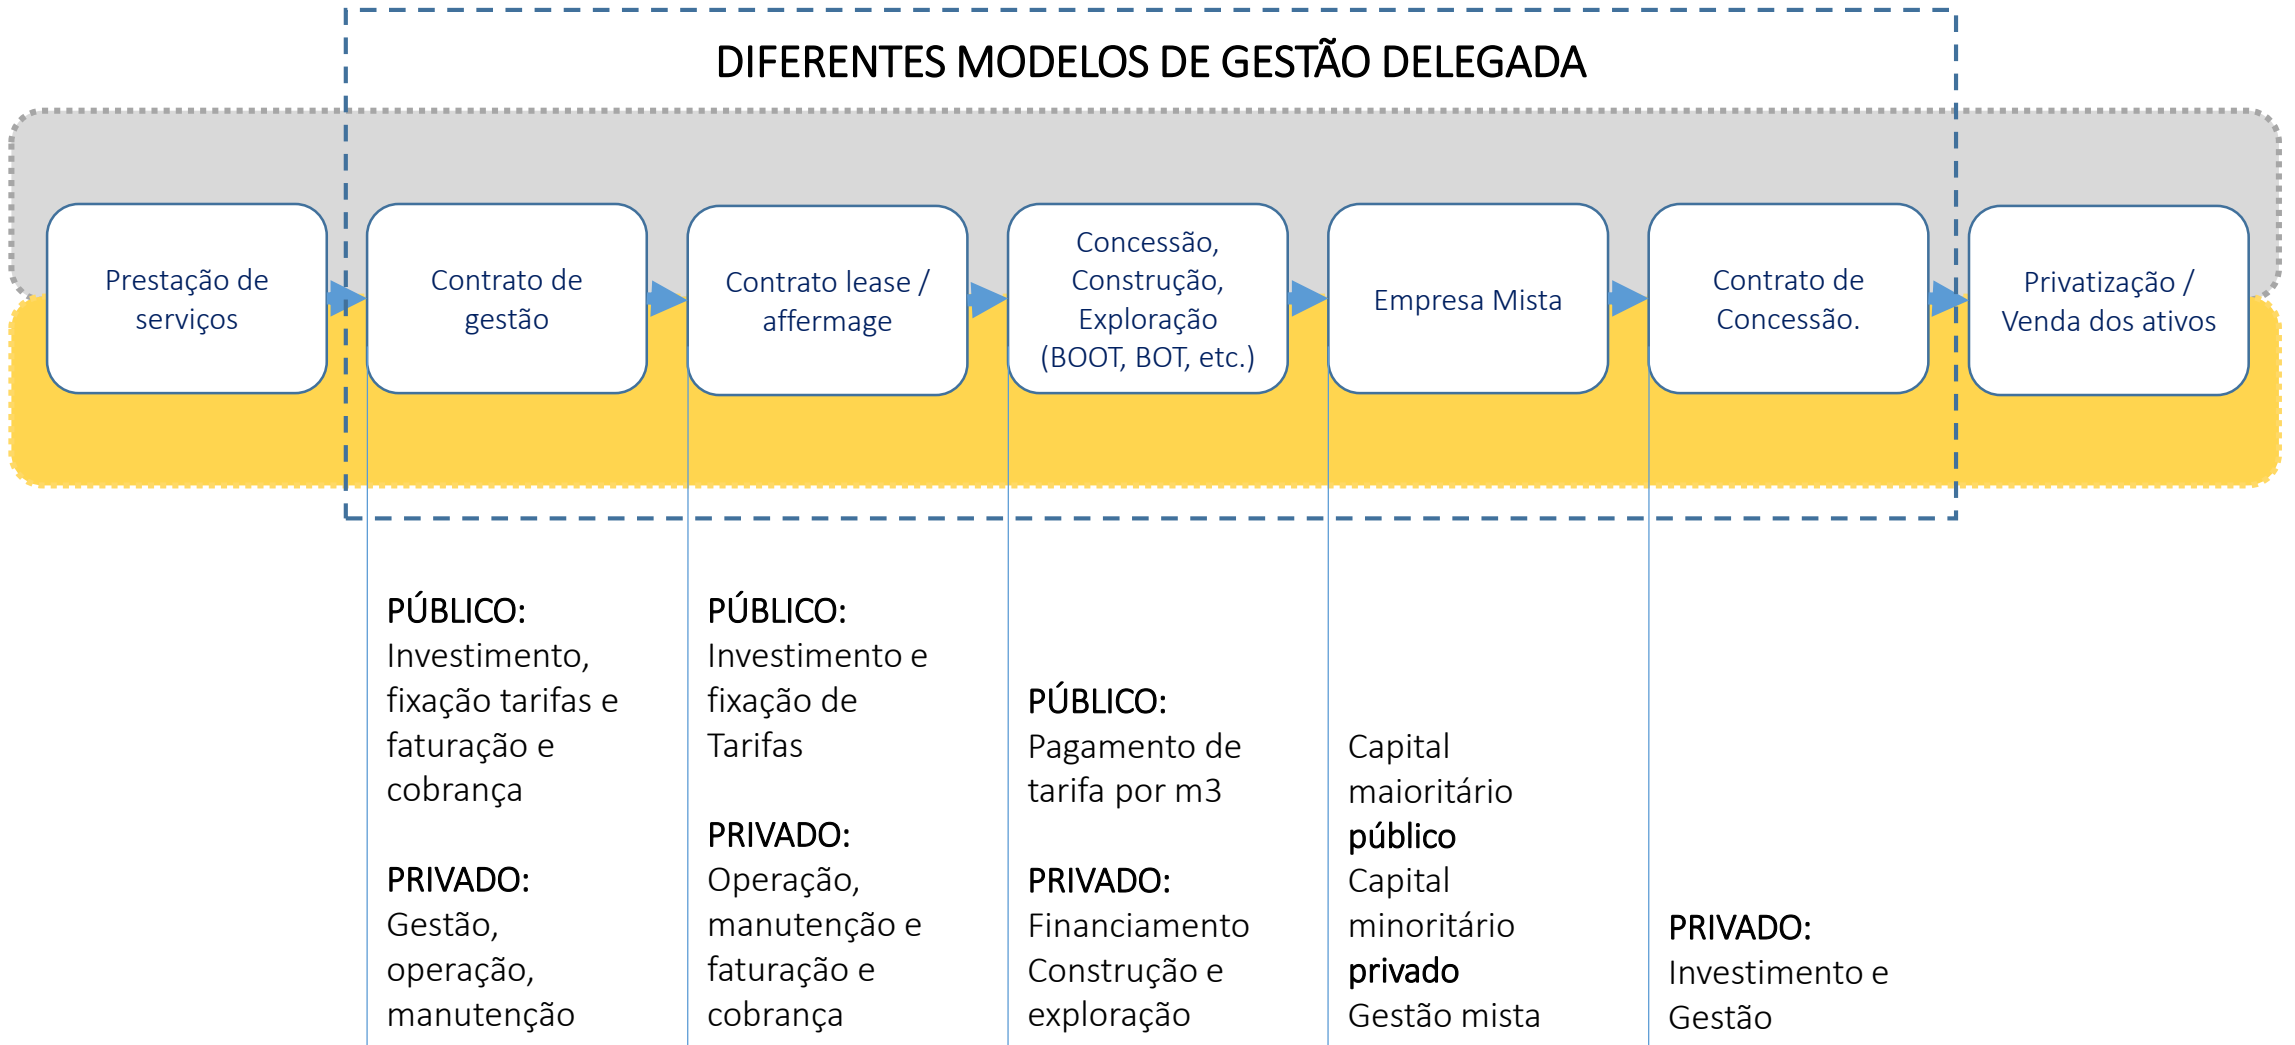 DIFERENTES MODELOS DE GESTÃO DELEGADA
Prestação de
serviços
Contrato de
gestão
Contrato lease /
affermage
Concessão,
Construção,
Exploração
(BOOT, BOT, etc.)
Empresa Mista
Contrato de
Concessão.
Privatização /
Venda dos ativos
PÚBLICO:
Investimento,
fixação tarifas e
faturação e
cobrança
PRIVADO:
Gestão,
operação,
manutenção
PÚBLICO:
Investimento e
fixação de
Tarifas
PRIVADO:
Operação,
manutenção e
faturação e
cobrança
PÚBLICO:
Pagamento de
tarifa por m3
PRIVADO:
Financiamento
Construção e
exploração
Capital
maioritário
público
Capital
minoritário
privado
Gestão mista
PRIVADO:
Investimento e
Gestão